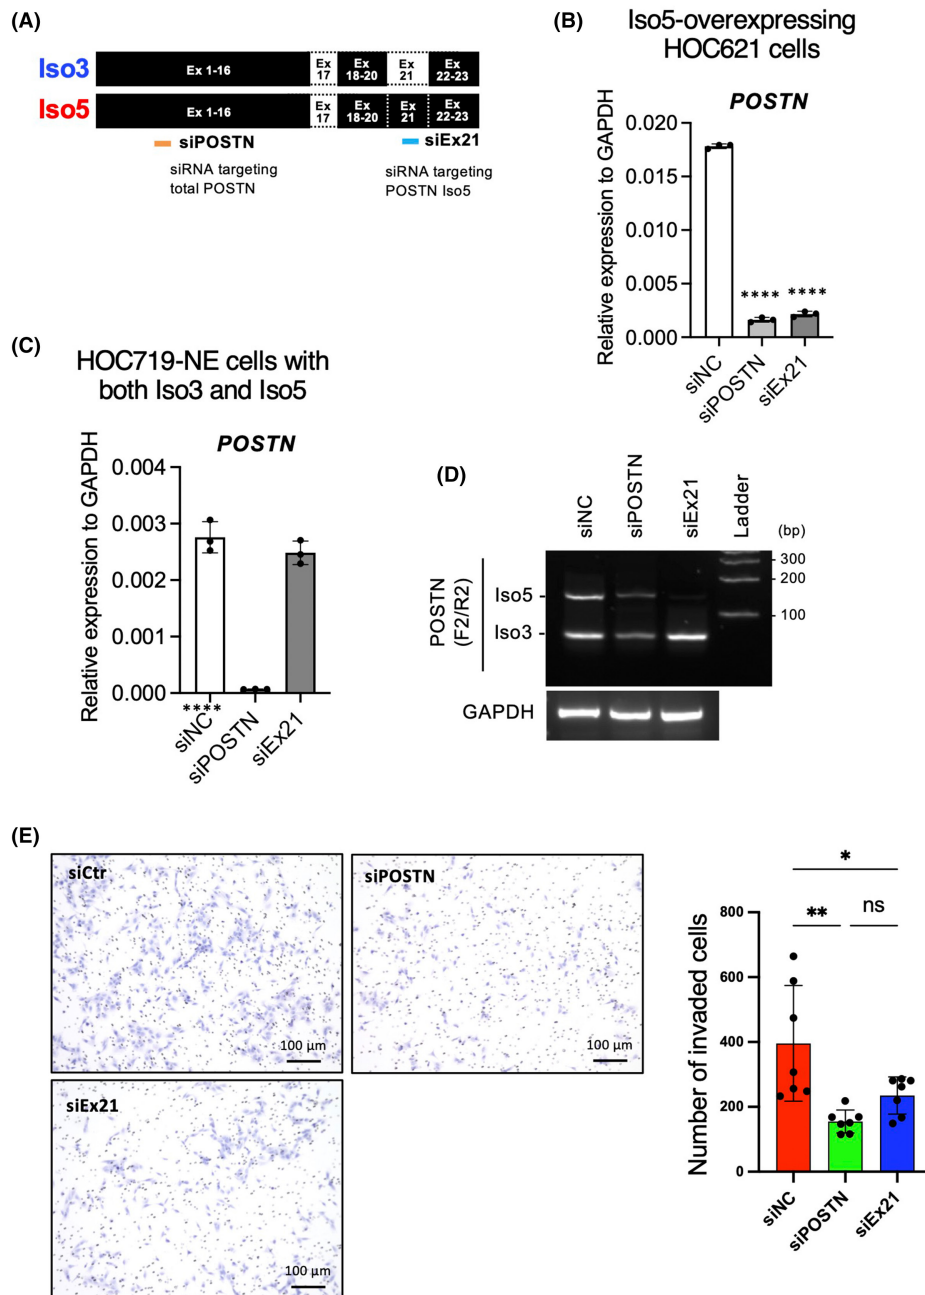 (A)
Iso3
Ex 1-16
Ex
17
Ex
18-20
Ex
21
Ex
22-23
Iso5
Ex 1-16
Ex
17
Ex
18-20
Ex
21
Ex
22-23
siPOSTN
siRNA targeting
total POSTN
siEx21
siRNA targeting
POSTN Iso5
(B)
Iso5-overexpressing
HOC621 cells
POSTN
Relative expression to GAPDH
0.020
0.015
0.010
0.005
0.000
****
****
siNC
siPOSTN
siEx21
(C)
HOC719-NE cells with
both Iso3 and Iso5
POSTN
Relative expression to GAPDH
0.004
0.003
0.002
0.001
0.000
****
siNC
siPOSTN
siEx21
(D)
siNC
siPOSTN
siEx21
Ladder
(bp)
300
200
100
POSTN
(F2/R2)
Iso5
Iso3
GAPDH
(E)
siCtr
100 μm
siPOSTN
100 μm
siEx21
100 μm
Number of invaded cells
800
600
400
200
0
*
**
ns
siNC
siPOSTN
siEx21